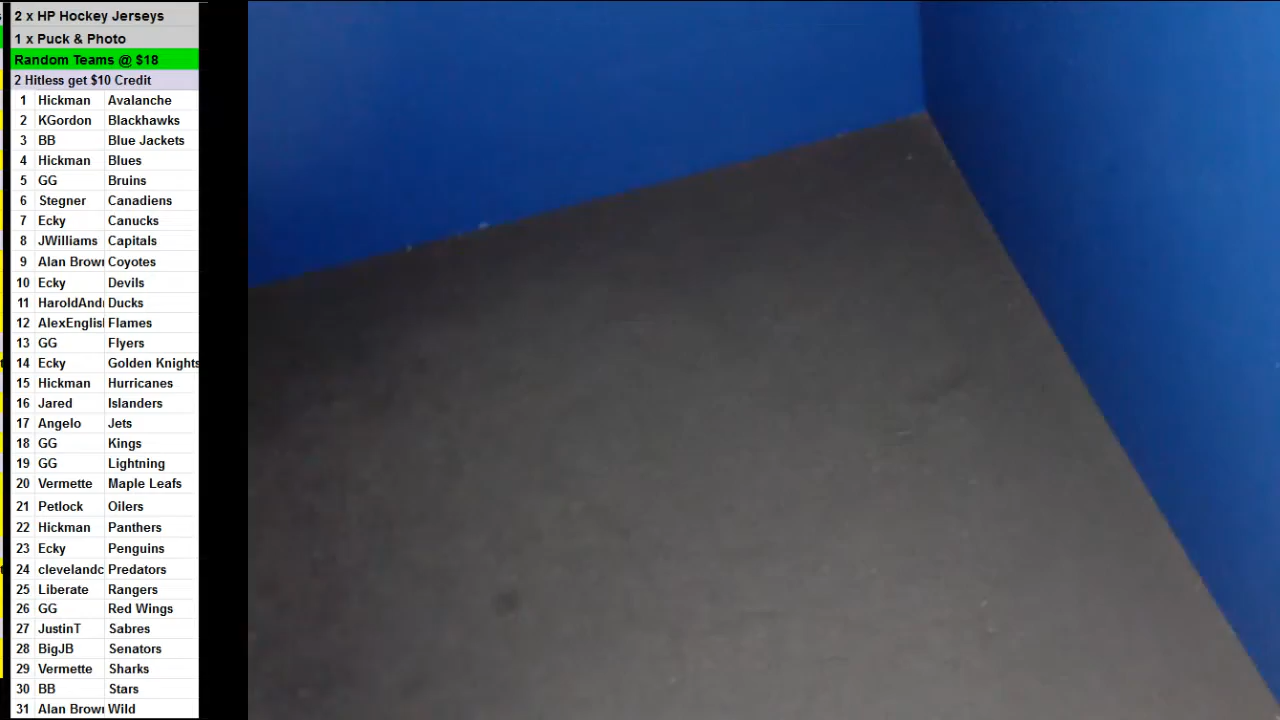 2 x HP Hockey Jerseys
1 x Puck & Photo
Random Teams @ $18
2 Hitless get $10 Credit
1 Hickman Avalanche
2 KGordon Blackhawks
3 BB Blue Jackets
4 Hickman Blues
5 GG Bruins
6 Stegner Canadiens
7 Ecky Canucks
8 JWilliams Capitals
9 Alan Brown Coyotes
10 Ecky Devils
11 HaroldAnd Ducks
12 AlexEnglis Flames
13 GG Flyers
14 Ecky Golden Knights
15 Hickman Hurricanes
16 Jared Islanders
17 Angelo Jets
18 GG Kings
19 GG Lightning
20 Vermette Maple Leafs
21 Petlock Oilers
22 Hickman Panthers
23 Ecky Penguins
24 clevelandc Predators
25 Liberate Rangers
26 GG Red Wings
27 JustinT Sabres
28 BigJB Senators
29 Vermette Sharks
30 BB Stars
31 Alan Brown Wild